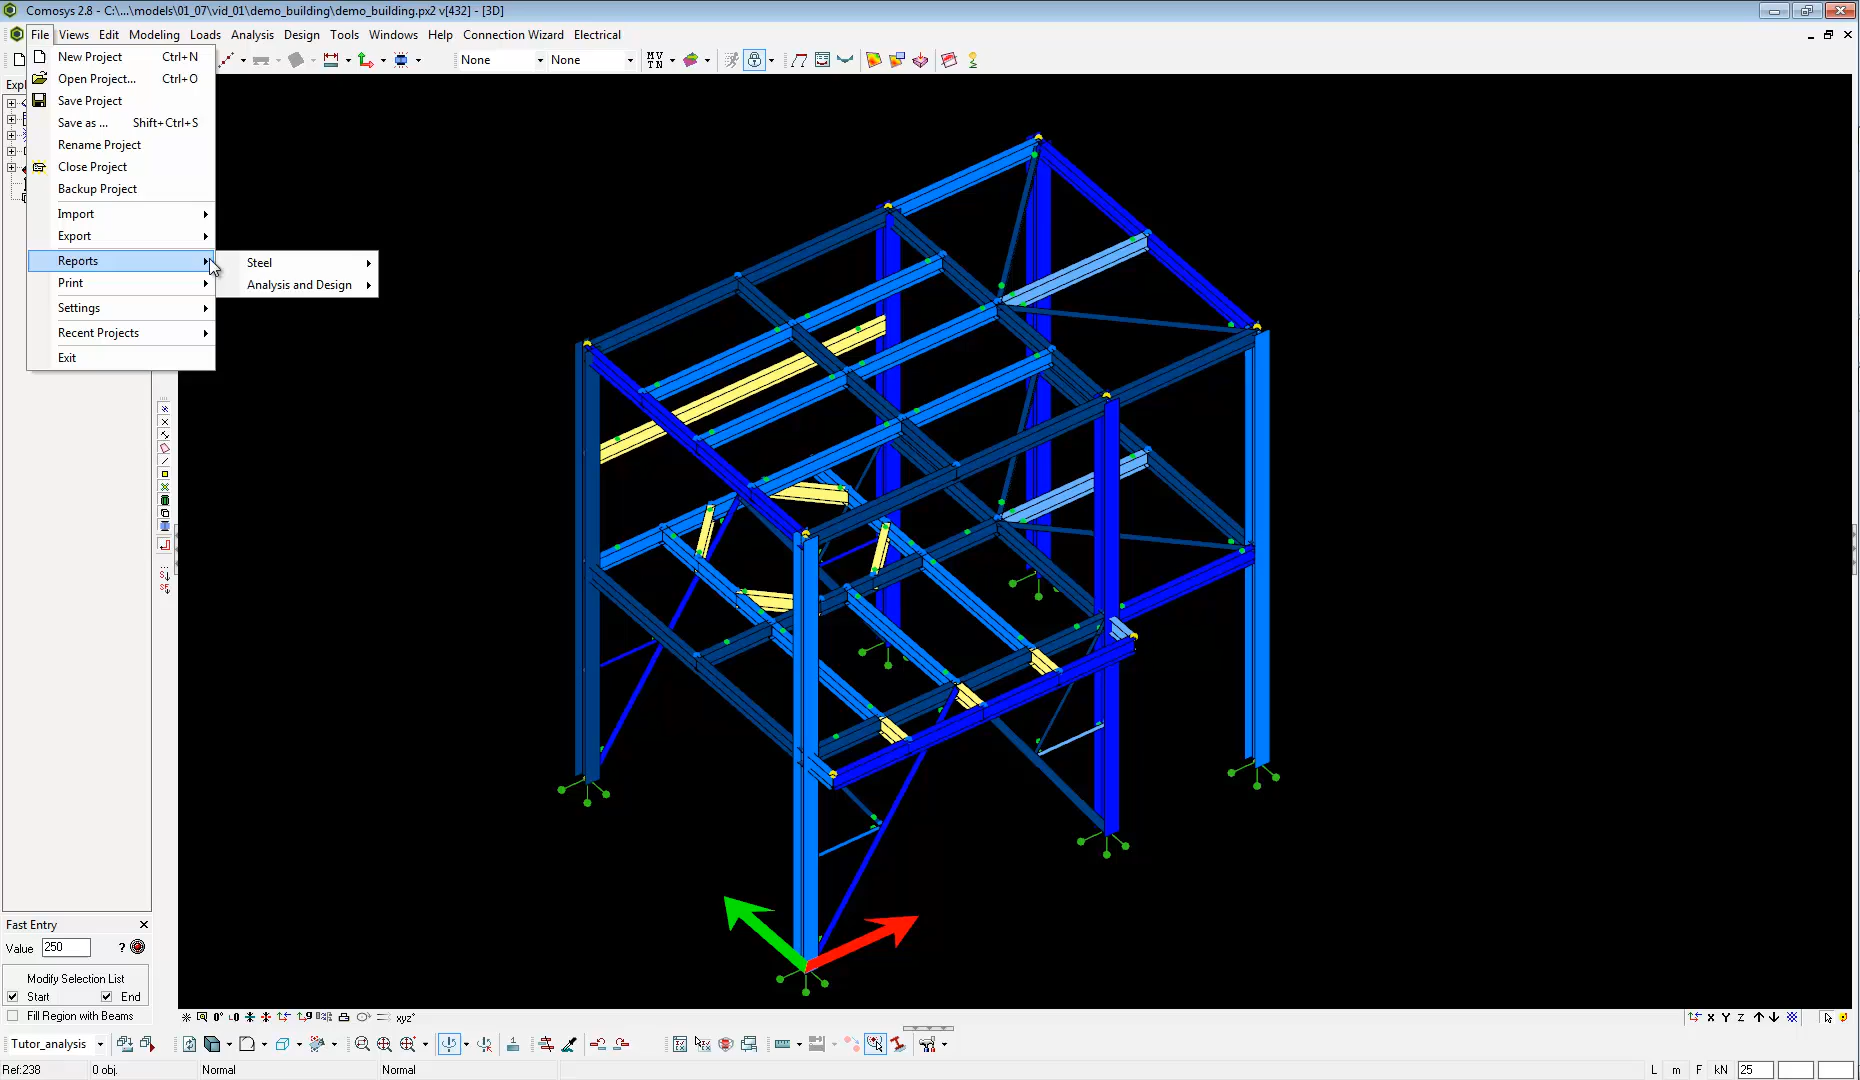 Comosys 2.8 - C:\...\models\01_07\vid_01\demo_building\demo_building.px2 v[432] - [3D]
File Views Edit Modeling Loads Analysis Design Tools Windows Help Connection Wizard Electrical
New Project Ctrl+N
Open Project... Ctrl+O
Save Project
Save as ... Shift+Ctrl+S
Rename Project
Close Project
Backup Project
Import
Export
Reports
Print
Settings
Recent Projects
Exit
Steel
Analysis and Design
None None
MV
TN
Expl
Fast Entry
Value 250 ?
Modify Selection List
Start End
Fill Region with Beams
xyz
X Y Z
Tutor_analysis
Ref:238 0 obj. Normal Normal L m F kN 25